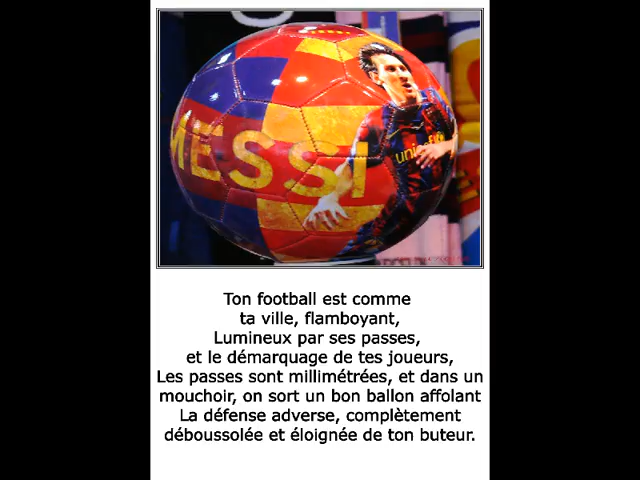 MESSI
unicef
Ton football est comme
ta ville, flamboyant,
Lumineux par ses passes,
et le démarquage de tes joueurs,
Les passes sont millimétrées, et dans un
mouchoir, on sort un bon ballon affolant
La défense adverse, complètement
déboussolée et éloignée de ton buteur.